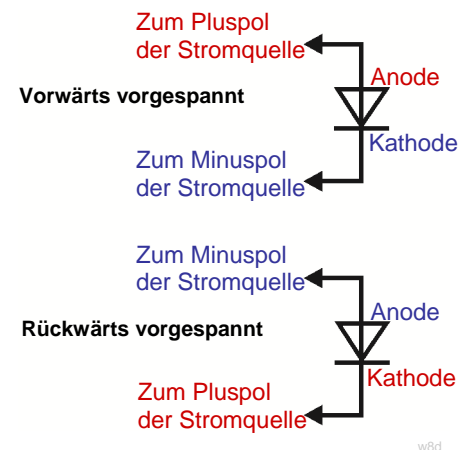 Zum Pluspol
der Stromquelle
Anode
Vorwärts vorgespannt
Kathode
Zum Minuspol
der Stromquelle
Zum Minuspol
der Stromquelle
Anode
Rückwärts vorgespannt
Kathode
Zum Pluspol
der Stromquelle
w8d